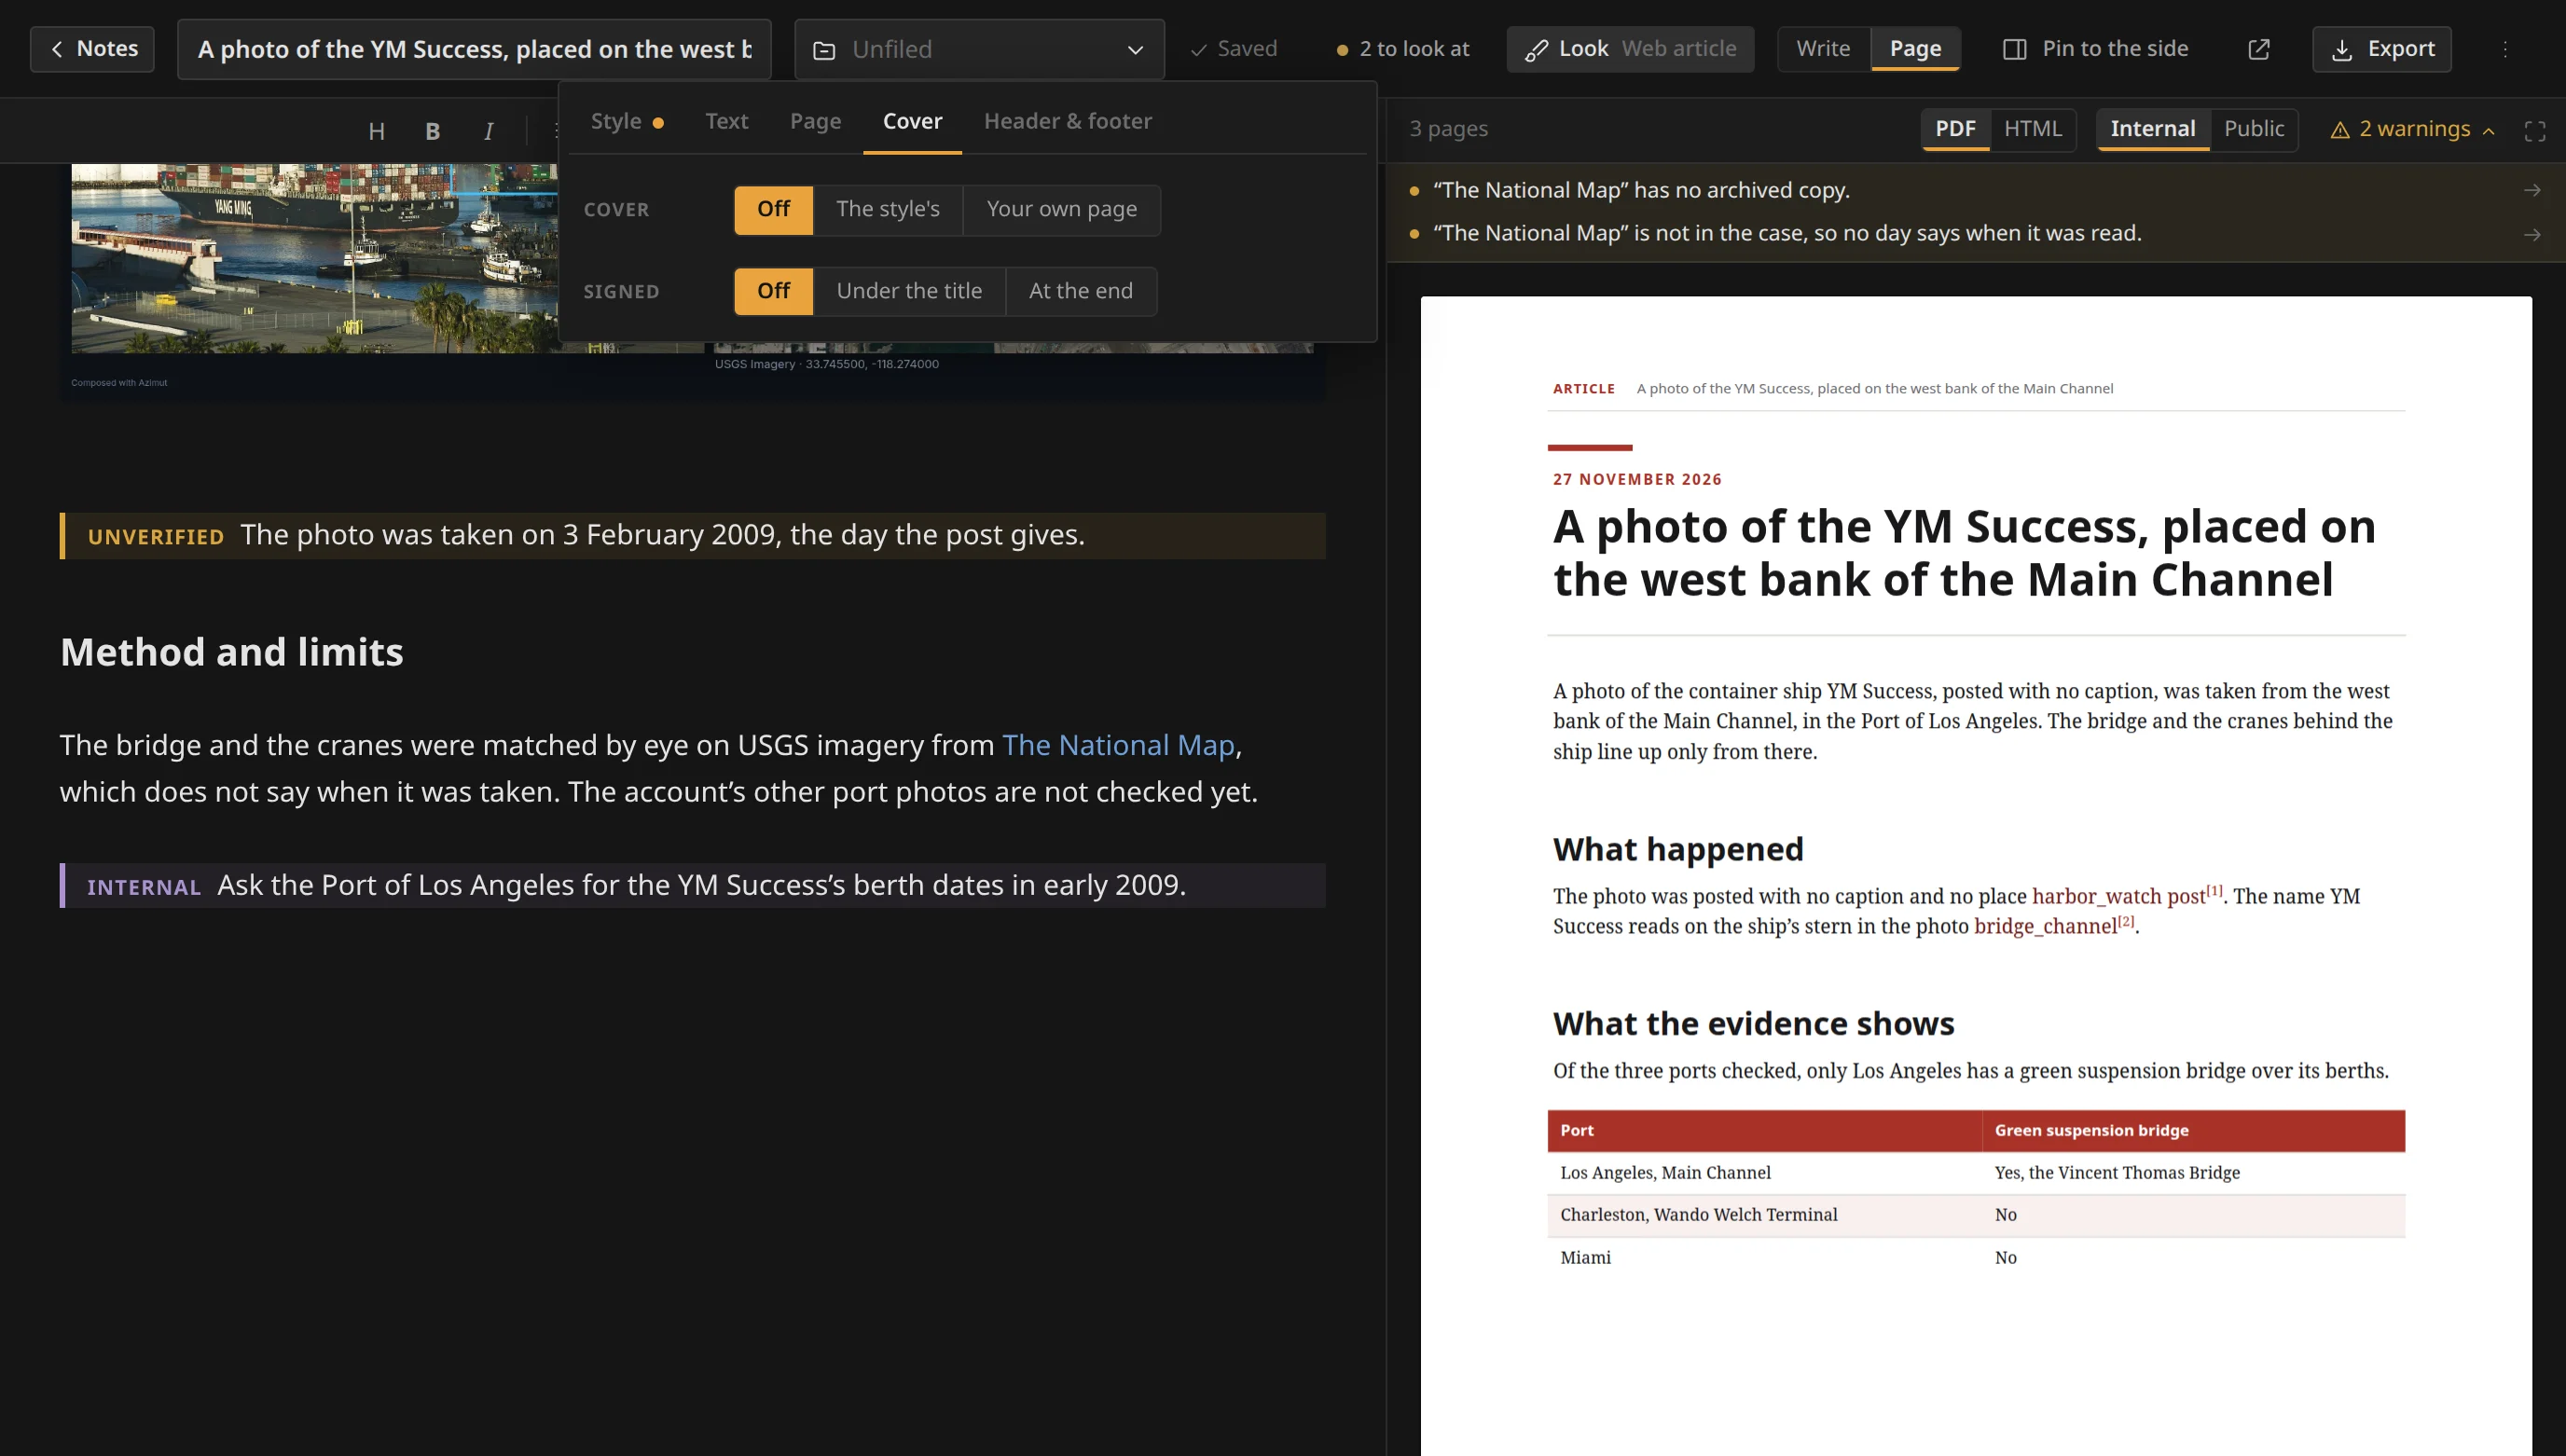 Notes
A photo of the YM Success, placed on the west b
Unfiled
Saved
2 to look at
Look Web article
Write
Page
Pin to the side
Export
H B I
Style
Text
Page
Cover
Header & footer
COVER
Off
The style's
Your own page
SIGNED
Off
Under the title
At the end
3 pages
PDF
HTML
Internal
Public
2 warnings
“The National Map” has no archived copy.
“The National Map” is not in the case, so no day says when it was read.
YANG MING
USGS Imagery · 33.745500, -118.274000
Composed with Azimut
UNVERIFIED The photo was taken on 3 February 2009, the day the post gives.
Method and limits
The bridge and the cranes were matched by eye on USGS imagery from The National Map,
which does not say when it was taken. The account’s other port photos are not checked yet.
INTERNAL Ask the Port of Los Angeles for the YM Success’s berth dates in early 2009.
ARTICLE A photo of the YM Success, placed on the west bank of the Main Channel
27 NOVEMBER 2026
A photo of the YM Success, placed on
the west bank of the Main Channel
A photo of the container ship YM Success, posted with no caption, was taken from the west
bank of the Main Channel, in the Port of Los Angeles. The bridge and the cranes behind the
ship line up only from there.
What happened
The photo was posted with no caption and no place harbor_watch post[1]. The name YM
Success reads on the ship’s stern in the photo bridge_channel[2].
What the evidence shows
Of the three ports checked, only Los Angeles has a green suspension bridge over its berths.
Port Green suspension bridge
Los Angeles, Main Channel Yes, the Vincent Thomas Bridge
Charleston, Wando Welch Terminal No
Miami No